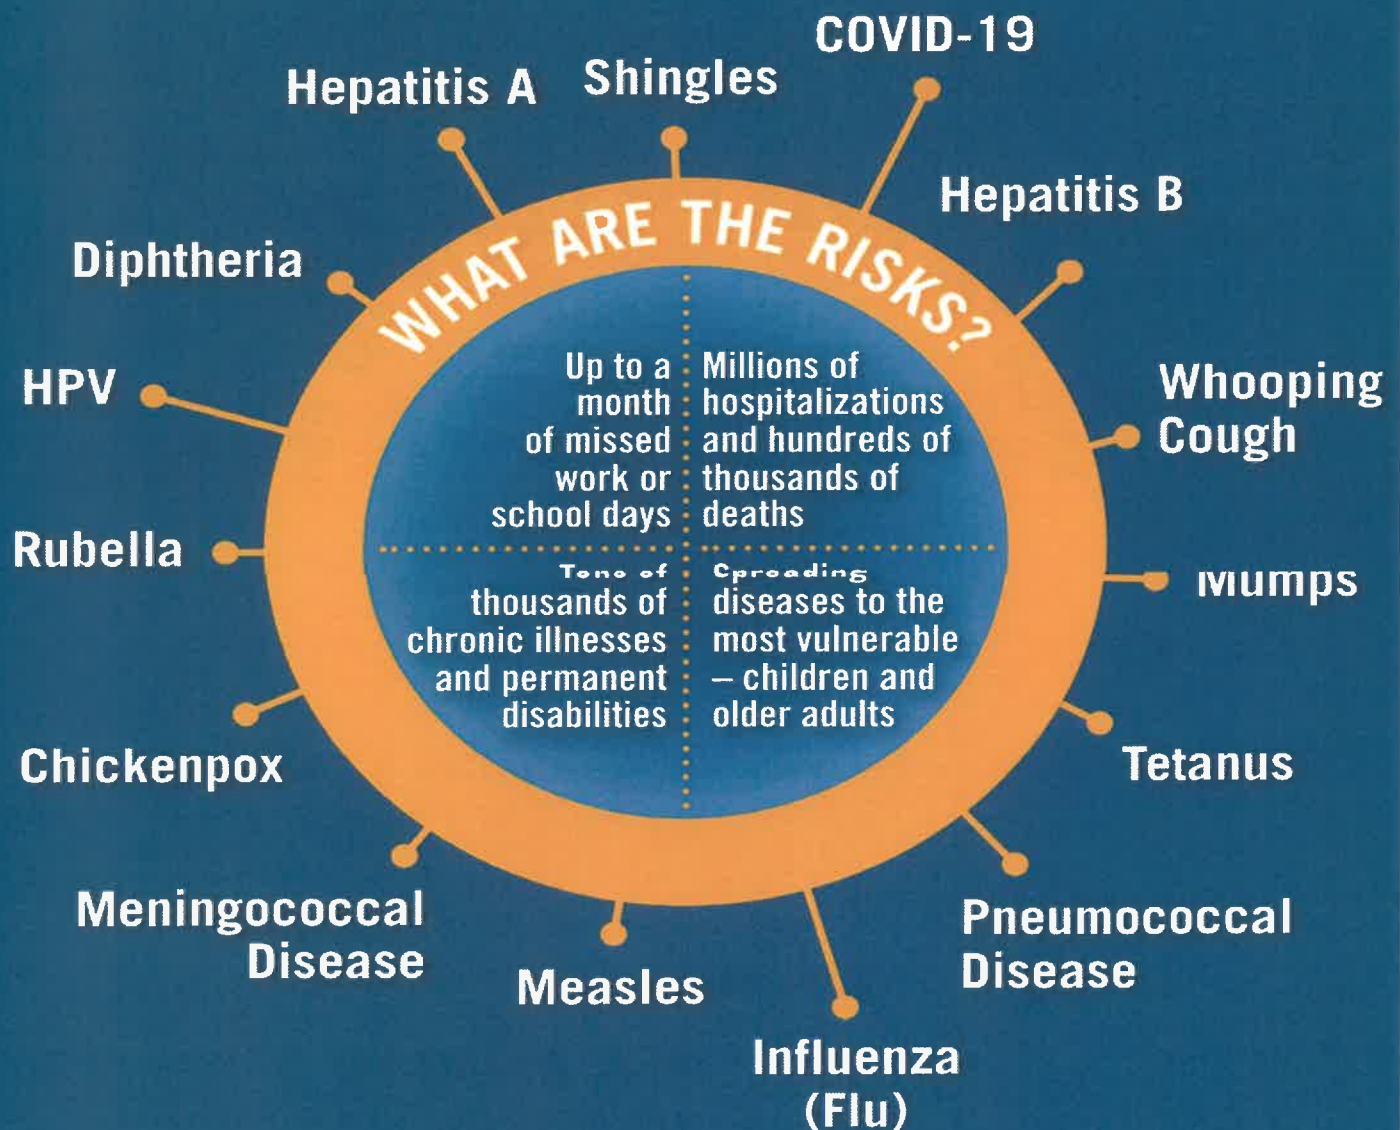 COVID-19
Hepatitis A
Shingles
Hepatitis B
Diphtheria
WHAT ARE THE RISKS?
HPV
Whooping
Cough
Up to a
month
of missed
work or
school days
Millions of
hospitalizations
and hundreds of
thousands of
deaths
Rubella
Mumps
Tens of
thousands of
chronic illnesses
and permanent
disabilities
Spreading
diseases to the
most vulnerable
– children and
older adults
Chickenpox
Tetanus
Meningococcal
Disease
Pneumococcal
Disease
Measles
Influenza
(Flu)